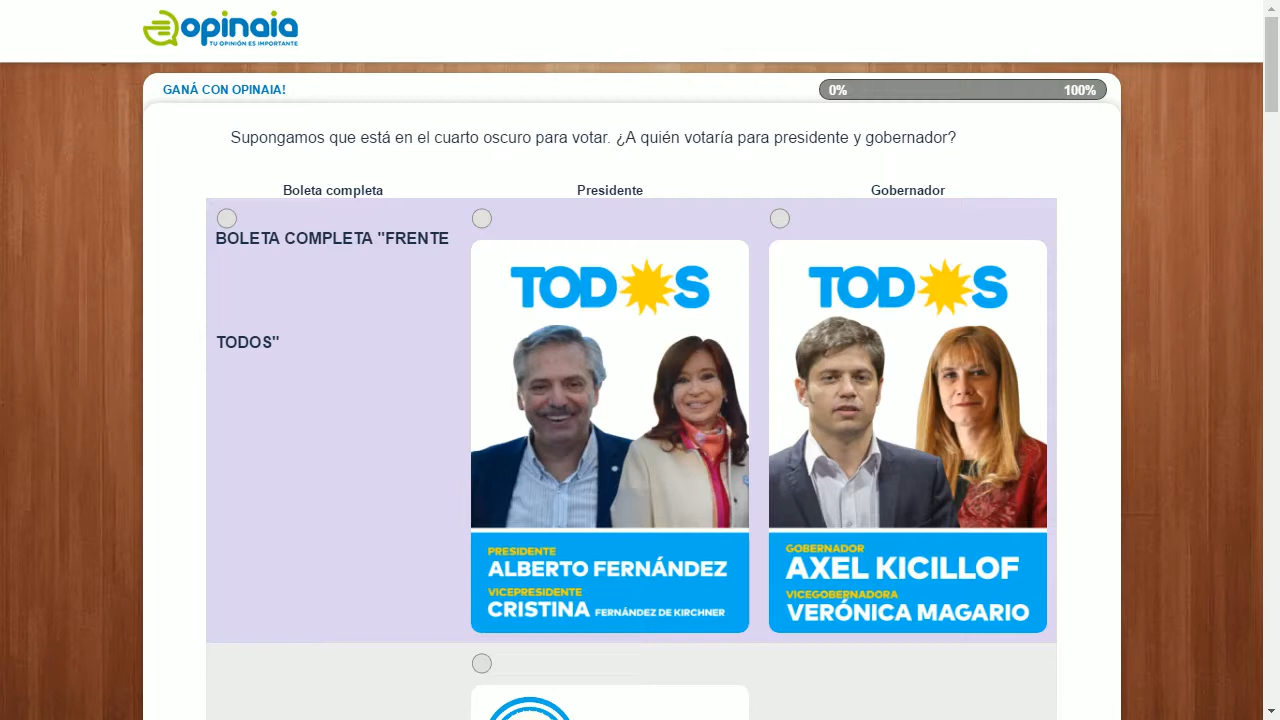 opinaia
TU OPINIÓN ES IMPORTANTE
GANÁ CON OPINAIA!
0% 100%
Supongamos que está en el cuarto oscuro para votar. ¿A quién votaría para presidente y gobernador?
Boleta completa Presidente Gobernador
BOLETA COMPLETA "FRENTE
TODOS"
TODOS
PRESIDENTE
ALBERTO FERNÁNDEZ
VICEPRESIDENTE
CRISTINA FERNÁNDEZ DE KIRCHNER
TODOS
GOBERNADOR
AXEL KICILLOF
VICEGOBERNADORA
VERÓNICA MAGARIO